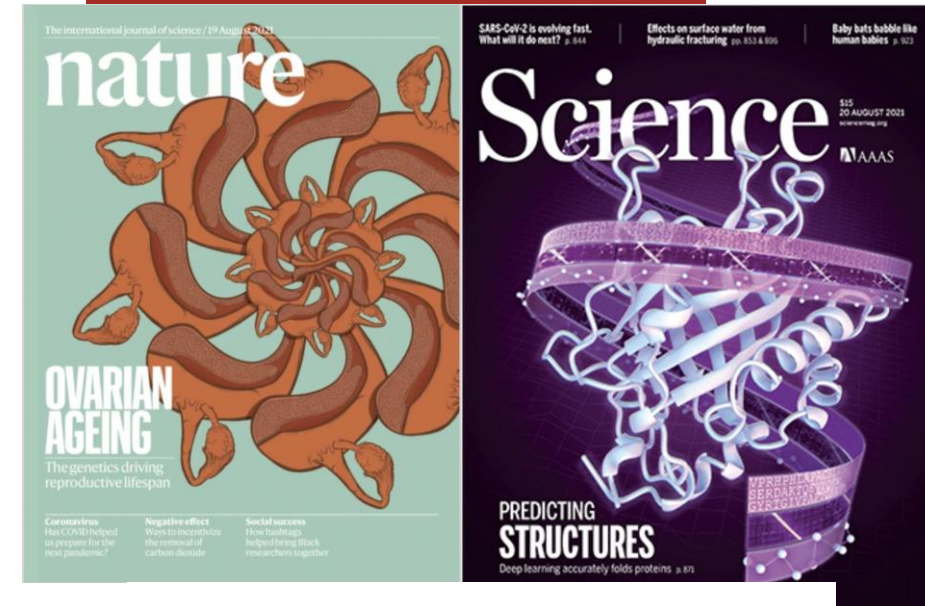 The international journal of science / 19 August 2021
nature
OVARIAN
AGEING
The genetics driving
reproductive lifespan
Coronavirus
Has COVID helped
us prepare for the
next pandemic?
Negative effect
Ways to incentivize
the removal of
carbon dioxide
Social success
How hashtags
helped bring Black
researchers together
SARS-CoV-2 is evolving fast.
What will it do next? p. 844
Effects on surface water from
hydraulic fracturing pp. 853 & 896
Baby bats babble like
human babies p. 923
Science
$15
20 AUGUST 2021
sciencemag.org
AAAS
PREDICTING
STRUCTURES
Deep learning accurately folds proteins p. 871